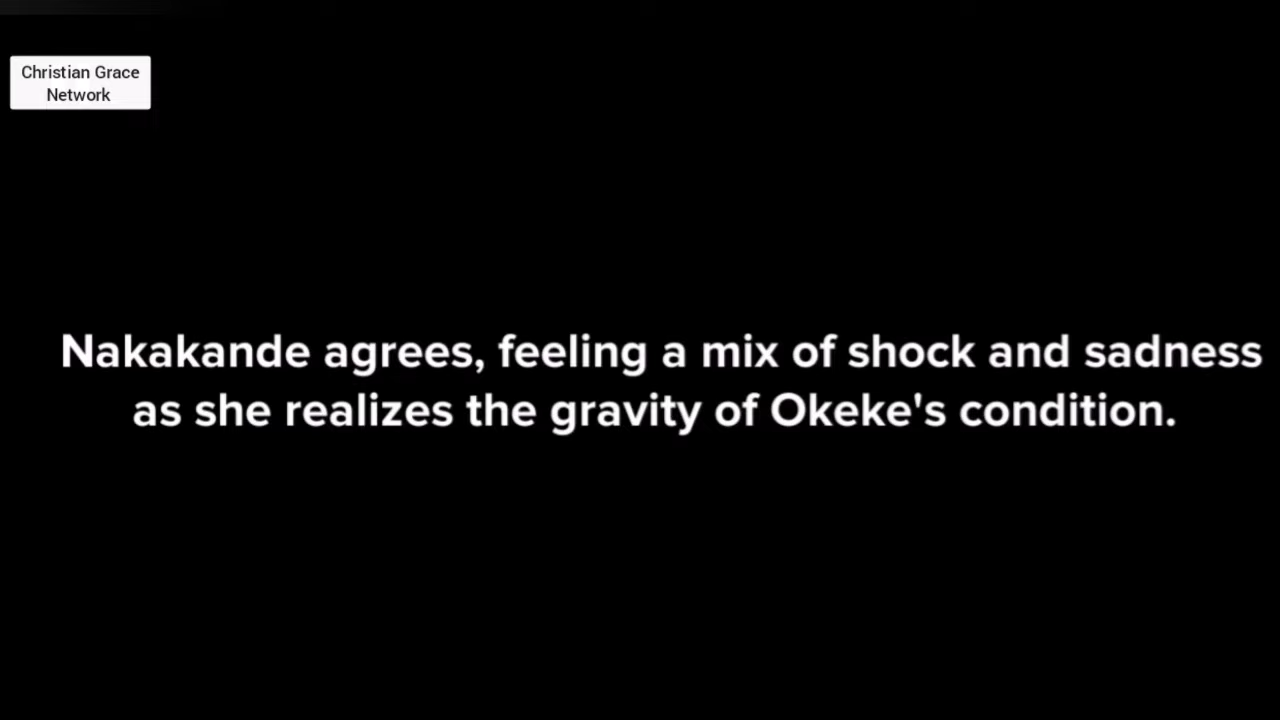 Christian Grace
Network
Nakakande agrees, feeling a mix of shock and sadness
as she realizes the gravity of Okeke's condition.